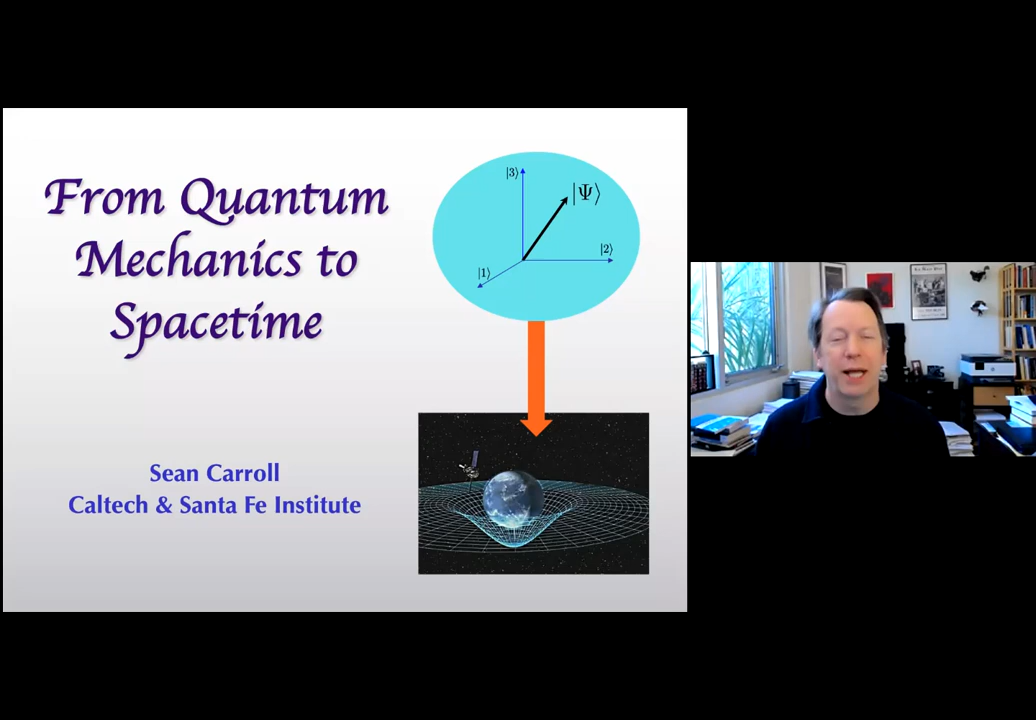 From Quantum
Mechanics to
Spacetime
Sean Carroll
Caltech & Santa Fe Institute
|3⟩
|Ψ⟩
|2⟩
|1⟩